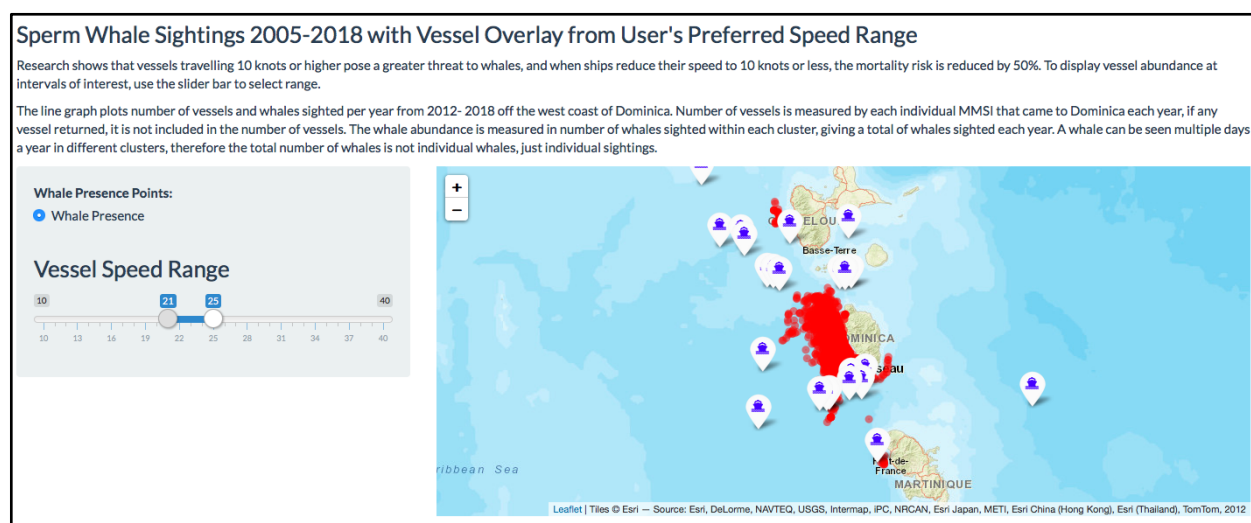 Sperm Whale Sightings 2005-2018 with Vessel Overlay from User's Preferred Speed Range
Research shows that vessels travelling 10 knots or higher pose a greater threat to whales, and when ships reduce their speed to 10 knots or less, the mortality risk is reduced by 50%. To display vessel abundance at
intervals of interest, use the slider bar to select range.
The line graph plots number of vessels and whales sighted per year from 2012- 2018 off the west coast of Dominica. Number of vessels is measured by each individual MMSI that came to Dominica each year, if any
vessel returned, it is not included in the number of vessels. The whale abundance is measured in number of whales sighted within each cluster, giving a total of whales sighted each year. A whale can be seen multiple days
a year in different clusters, therefore the total number of whales is not individual whales, just individual sightings.
Whale Presence Points:
Whale Presence
Vessel Speed Range
10 21 25 40
10 13 16 19 22 25 28 31 34 37 40
+
−
ELOU
Basse-Terre
OMINICA
seau
t-de-
France
MARTINIQUE
ribbean Sea
Leaflet | Tiles © Esri — Source: Esri, DeLorme, NAVTEQ, USGS, Intermap, iPC, NRCAN, Esri Japan, METI, Esri China (Hong Kong), Esri (Thailand), TomTom, 2012